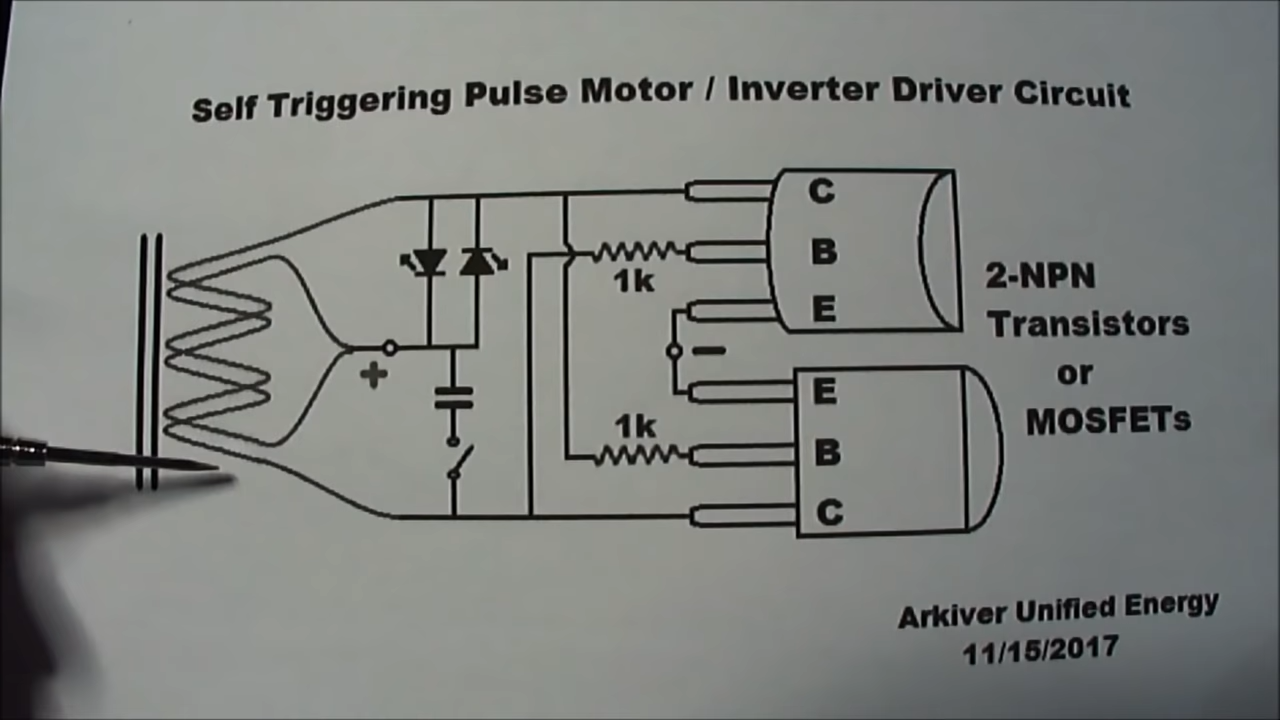 Self Triggering Pulse Motor / Inverter Driver Circuit
C
B
1k
E
2-NPN
Transistors
or
MOSFETs
+
−
E
1k
B
C
Arkiver Unified Energy
11/15/2017